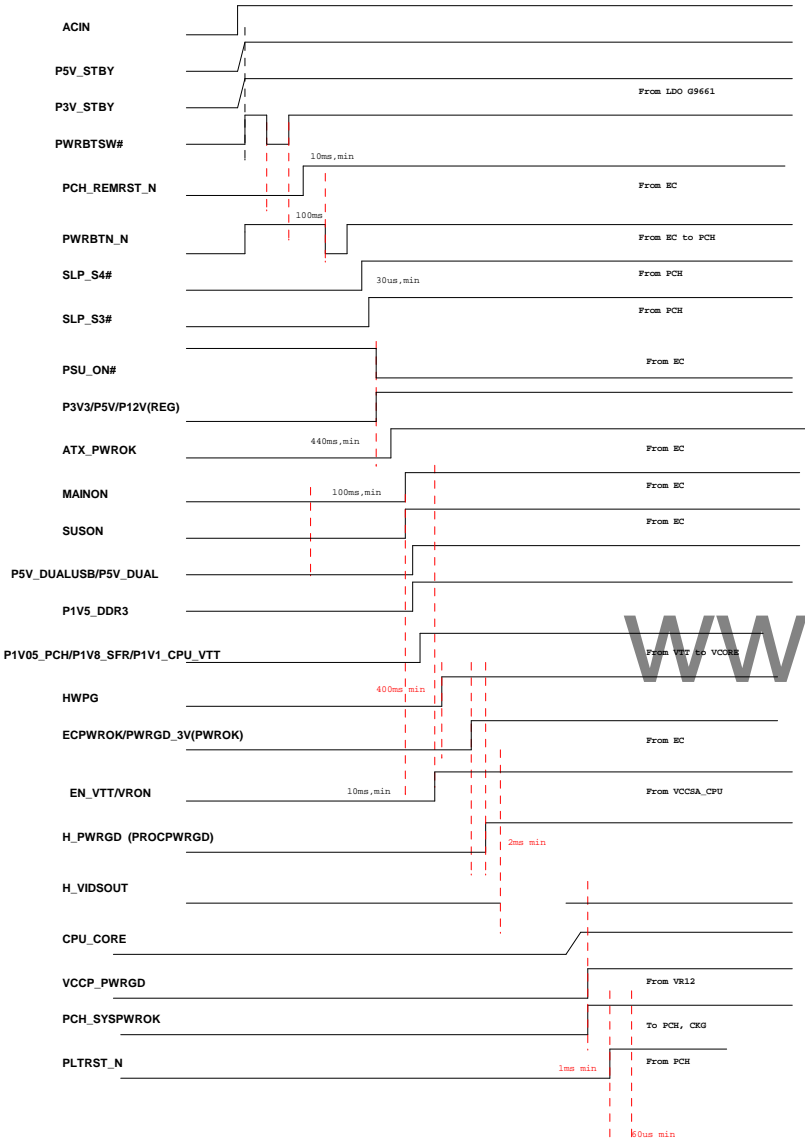 ACIN
P5V_STBY
P3V_STBY
From LDO G9661
PWRBTSW#
10ms,min
PCH_REMRST_N
From EC
100ms
PWRBTN_N
From EC to PCH
SLP_S4#
30us,min
From PCH
SLP_S3#
From PCH
PSU_ON#
From EC
P3V3/P5V/P12V(REG)
440ms,min
ATX_PWROK
From EC
MAINON
100ms,min
From EC
SUSON
From EC
P5V_DUALUSB/P5V_DUAL
P1V5_DDR3
WW
P1V05_PCH/P1V8_SFR/P1V1_CPU_VTT
From VTT to VCORE
400ms min
HWPG
ECPWROK/PWRGD_3V(PWROK)
From EC
EN_VTT/VRON
10ms,min
From VCCSA_CPU
H_PWRGD (PROCPWRGD)
2ms min
H_VIDSOUT
CPU_CORE
VCCP_PWRGD
From VR12
PCH_SYSPWROK
To PCH, CKG
PLTRST_N
1ms min
From PCH
60us min